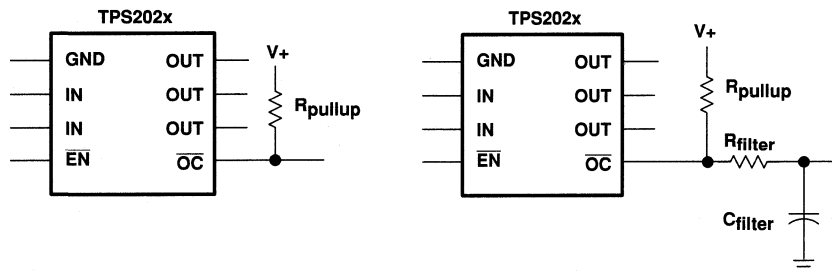 TPS202x
GND OUT
IN OUT
IN OUT
EN OC
V+
Rpullup
TPS202x
GND OUT
IN OUT
IN OUT
EN OC
V+
Rpullup
Rfilter
Cfilter